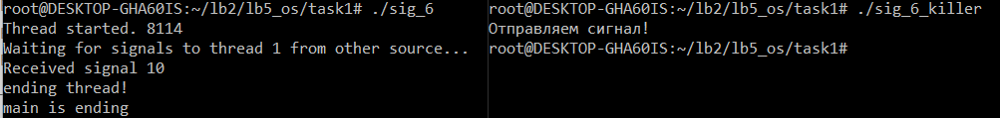 root@DESKTOP-GHA60IS:~/lb2/lb5_os/task1# ./sig_6
Thread started. 8114
Waiting for signals to thread 1 from other source...
Received signal 10
ending thread!
main is ending
root@DESKTOP-GHA60IS:~/lb2/lb5_os/task1# ./sig_6_killer
Отправляем сигнал!
root@DESKTOP-GHA60IS:~/lb2/lb5_os/task1#